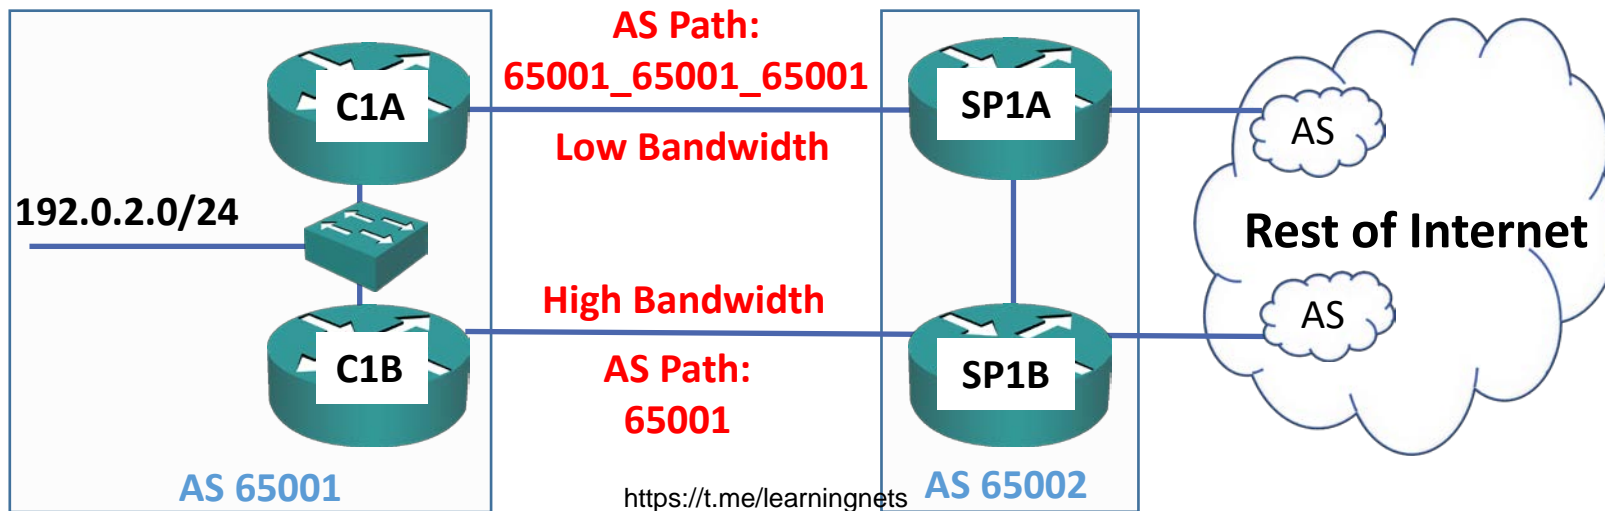 AS Path:
65001_65001_65001
C1A
SP1A
AS
Low Bandwidth
192.0.2.0/24
Rest of Internet
High Bandwidth
AS
C1B
AS Path:
65001
SP1B
AS 65001
https://t.me/learningnets
AS 65002